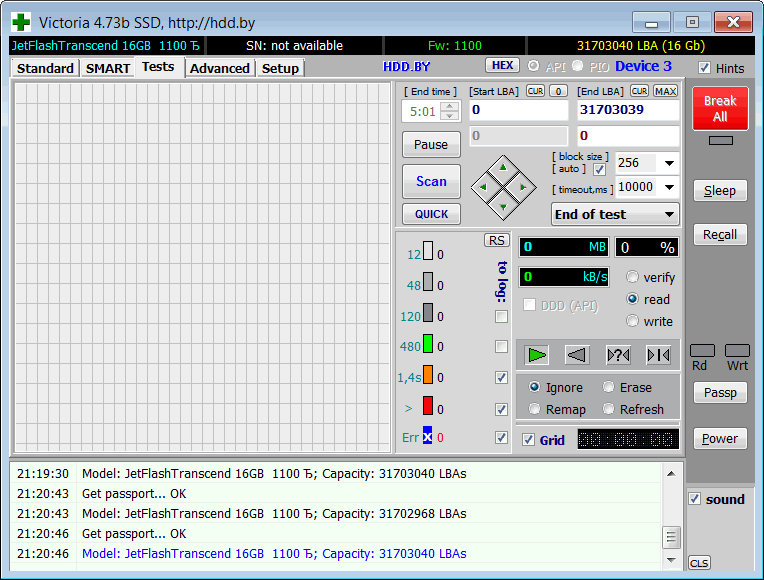 Victoria 4.73b SSD, http://hdd.by
JetFlashTranscend 16GB 1100 Ђ SN: not available Fw: 1100 31703040 LBA (16 Gb)
Standard SMART Tests Advanced Setup HDD.BY HEX API PIO Device 3 Hints
[ End time ] [Start LBA] CUR 0 [End LBA] CUR MAX
5:01 0 31703039
0 0
Break
All
Pause
[ block size ] 256
[ auto ]
Scan
[ timeout,ms ] 10000
Sleep
QUICK
End of test
Recall
RS
to log:
12 0
48 0
120 0
480 0
1,4s 0
> 0
Err x 0
0 MB 0 %
0 kB/s
verify
DDD (API)
read
write
?
Rd Wrt
Ignore Erase
Remap Refresh
Passp
Grid 00:00:00
Power
21:19:30 Model: JetFlashTranscend 16GB 1100 Ђ; Capacity: 31703040 LBAs
21:20:43 Get passport... OK
21:20:43 Model: JetFlashTranscend 16GB 1100 Ђ; Capacity: 31702968 LBAs
21:20:46 Get passport... OK
21:20:46 Model: JetFlashTranscend 16GB 1100 Ђ; Capacity: 31703040 LBAs
sound
CLS